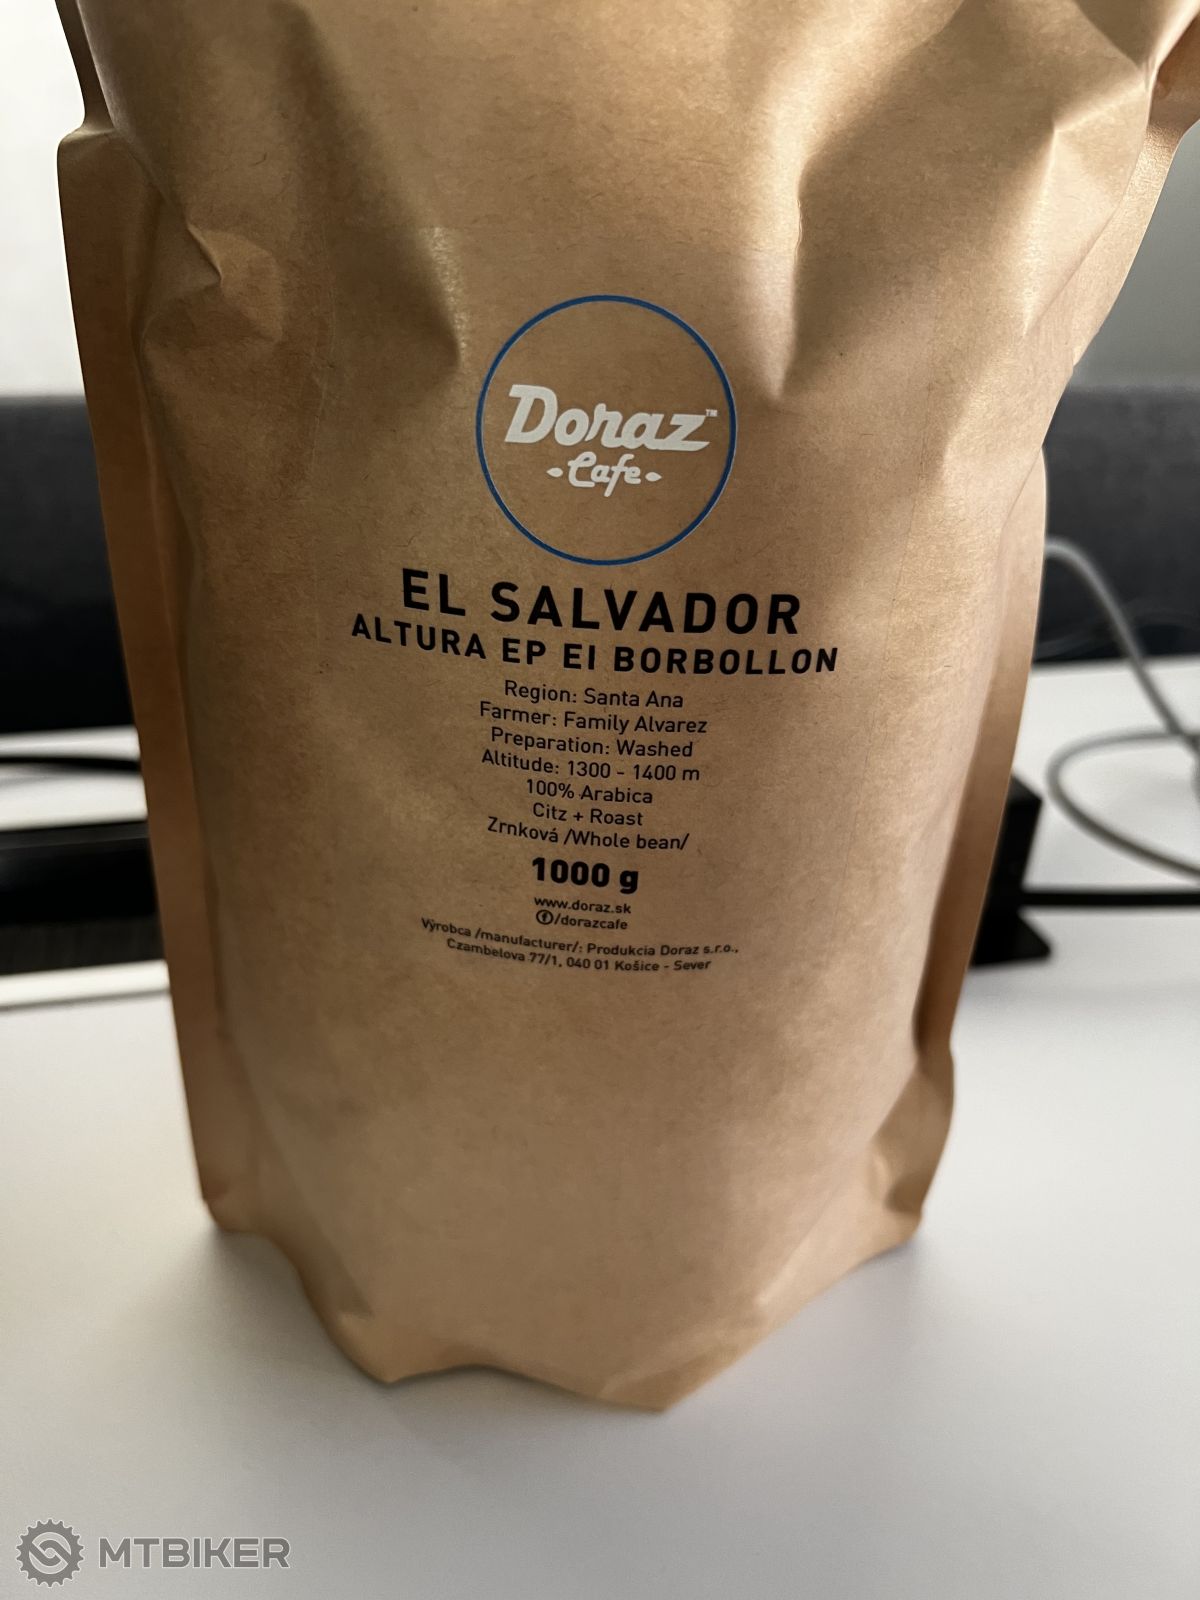 Doraz™
Cafe
EL SALVADOR
ALTURA EP EI BORBOLLON
Region: Santa Ana
Farmer: Family Alvarez
Preparation: Washed
Altitude: 1300 - 1400 m
100% Arabica
Citz + Roast
Zrnková /Whole bean/
1000 g
www.doraz.sk
/dorazcafe
Výrobca /manufacturer/: Produkcia Doraz s.r.o.,
Czambelova 77/1, 040 01 Košice - Sever
MTBIKER